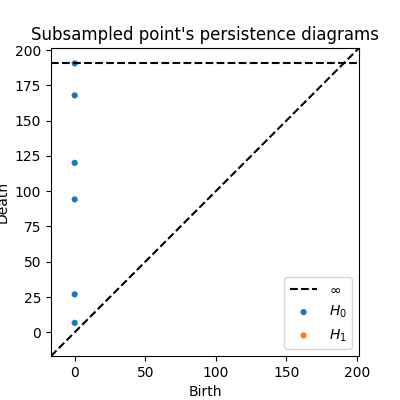 Subsampled point's persistence diagrams
200
175
150
125
100
75
50
25
0
Death
0 50 100 150 200
Birth
∞
H₀
H₁